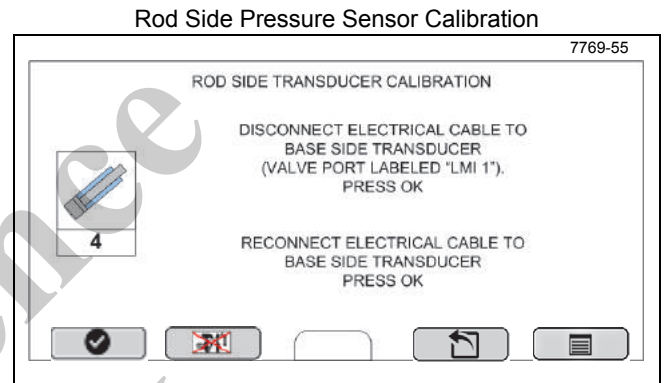 Rod Side Pressure Sensor Calibration
7769-55
ROD SIDE TRANSDUCER CALIBRATION
DISCONNECT ELECTRICAL CABLE TO
BASE SIDE TRANSDUCER
(VALVE PORT LABELED "LMI 1").
PRESS OK
4
RECONNECT ELECTRICAL CABLE TO
BASE SIDE TRANSDUCER
PRESS OK